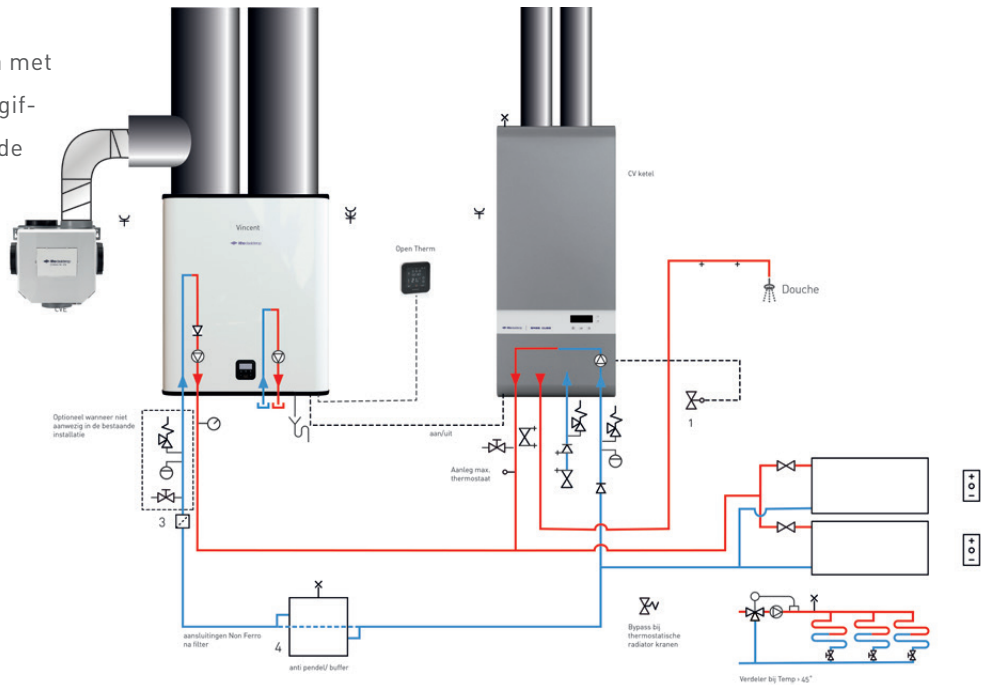 met
gif-
de
CV ketel
Vincent
Open Therm
Douche
CVE
Optioneel wanneer niet
aanwezig in de bestaande
installatie
aan/uit
1
Aanleg max.
thermostaat
3
aansluitingen Non Ferro
na filter
4
anti pendel/ buffer
Bypass bij
thermostatische
radiator kranen
Verdeler bij Temp > 45°